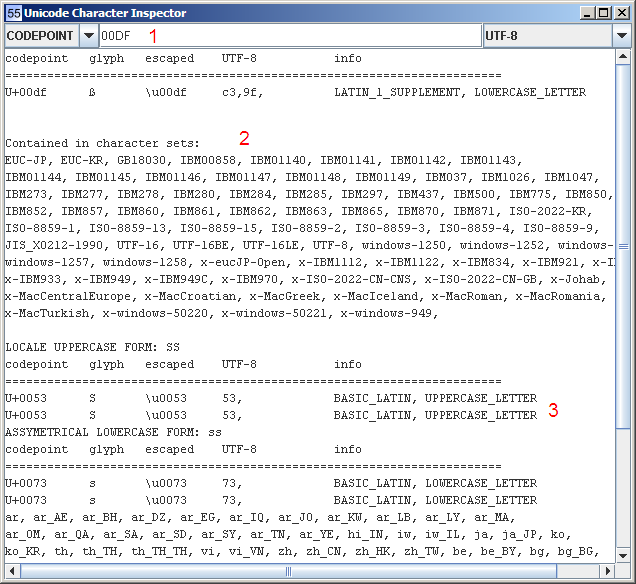 55 Unicode Character Inspector
CODEPOINT 1 00DF UTF-8
codepoint glyph escaped UTF-8 info
==================================================================
U+00df ß \u00df c3,9f, LATIN_1_SUPPLEMENT, LOWERCASE_LETTER
Contained in character sets: 2
EUC-JP, EUC-KR, GB18030, IBM00858, IBM01140, IBM01141, IBM01142, IBM01143,
IBM01144, IBM01145, IBM01146, IBM01147, IBM01148, IBM01149, IBM037, IBM1026, IBM1047,
IBM273, IBM277, IBM278, IBM280, IBM284, IBM285, IBM297, IBM437, IBM500, IBM775, IBM850,
IBM852, IBM857, IBM860, IBM861, IBM862, IBM863, IBM865, IBM870, IBM871, ISO-2022-KR,
ISO-8859-1, ISO-8859-13, ISO-8859-15, ISO-8859-2, ISO-8859-3, ISO-8859-4, ISO-8859-9,
JIS_X0212-1990, UTF-16, UTF-16BE, UTF-16LE, UTF-8, windows-1250, windows-1252, windows-
windows-1257, windows-1258, x-eucJP-Open, x-IBM1112, x-IBM1122, x-IBM834, x-IBM921, x-I
x-IBM933, x-IBM949, x-IBM949C, x-IBM970, x-ISO-2022-CN-CNS, x-ISO-2022-CN-GB, x-Johab,
x-MacCentralEurope, x-MacCroatian, x-MacGreek, x-MacIceland, x-MacRoman, x-MacRomania,
x-MacTurkish, x-windows-50220, x-windows-50221, x-windows-949,
LOCALE UPPERCASE FORM: SS
codepoint glyph escaped UTF-8 info
==================================================================
U+0053 S \u0053 53, BASIC_LATIN, UPPERCASE_LETTER
U+0053 S \u0053 53, BASIC_LATIN, UPPERCASE_LETTER 3
ASSYMETRICAL LOWERCASE FORM: ss
codepoint glyph escaped UTF-8 info
==================================================================
U+0073 s \u0073 73, BASIC_LATIN, LOWERCASE_LETTER
U+0073 s \u0073 73, BASIC_LATIN, LOWERCASE_LETTER
ar, ar_AE, ar_BH, ar_DZ, ar_EG, ar_IQ, ar_JO, ar_KW, ar_LB, ar_LY, ar_MA,
ar_OM, ar_QA, ar_SA, ar_SD, ar_SY, ar_TN, ar_YE, hi_IN, iw, iw_IL, ja, ja_JP, ko,
ko_KR, th, th_TH, th_TH_TH, vi, vi_VN, zh, zh_CN, zh_HK, zh_TW, be, be_BY, bg, bg_BG,